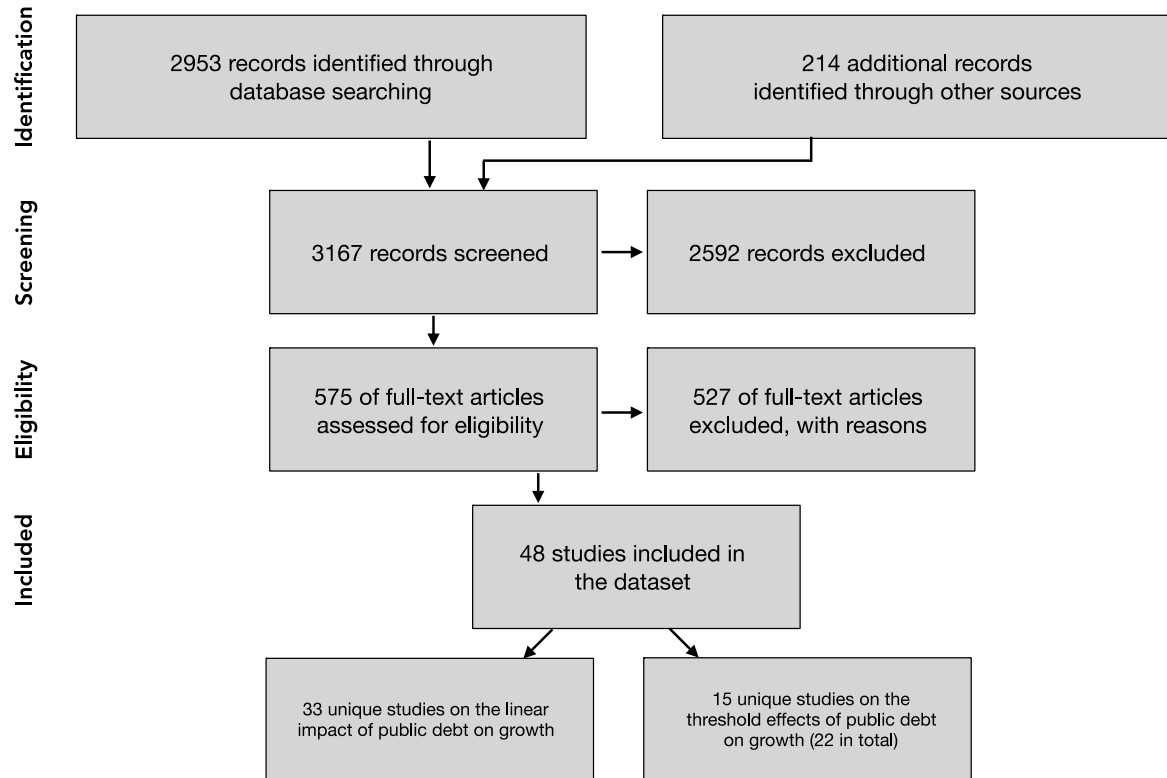 Identification
2953 records identified through
database searching
214 additional records
identified through other sources
Screening
3167 records screened
2592 records excluded
Eligibility
575 of full-text articles
assessed for eligibility
527 of full-text articles
excluded, with reasons
Included
48 studies included in
the dataset
33 unique studies on the linear
impact of public debt on growth
15 unique studies on the
threshold effects of public debt
on growth (22 in total)